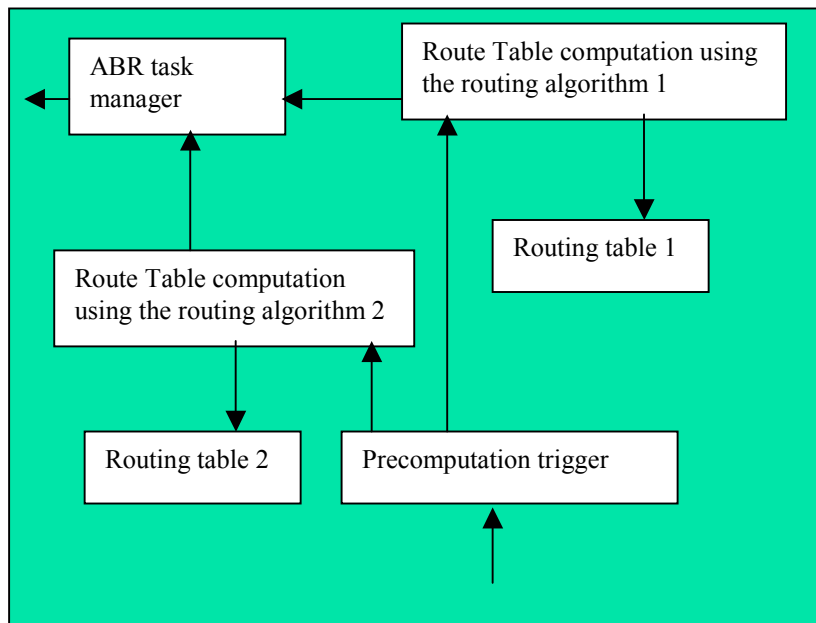 ABR task
manager
Route Table computation using
the routing algorithm 1
Routing table 1
Route Table computation
using the routing algorithm 2
Routing table 2
Precomputation trigger